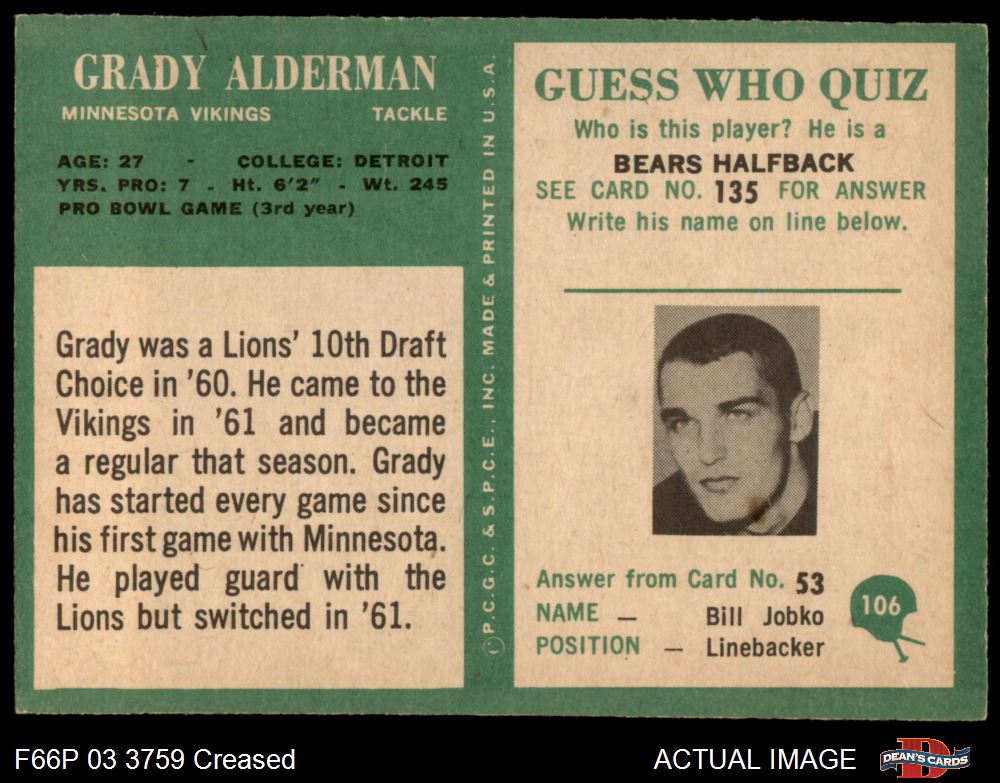 GRADY ALDERMAN
MINNESOTA VIKINGS TACKLE
AGE: 27 - COLLEGE: DETROIT
YRS. PRO: 7 - Ht. 6'2" - Wt. 245
PRO BOWL GAME (3rd year)
Grady was a Lions' 10th Draft
Choice in '60. He came to the
Vikings in '61 and became
a regular that season. Grady
has started every game since
his first game with Minnesota.
He played guard with the
Lions but switched in '61.
©P.C.G.C. & S.P.C.E., INC. MADE & PRINTED IN U.S.A.
GUESS WHO QUIZ
Who is this player? He is a
BEARS HALFBACK
SEE CARD NO. 135 FOR ANSWER
Write his name on line below.
Answer from Card No. 53
NAME — Bill Jobko
POSITION — Linebacker
106
F66P 03 3759 Creased
ACTUAL IMAGE
D
DEAN'S CARDS